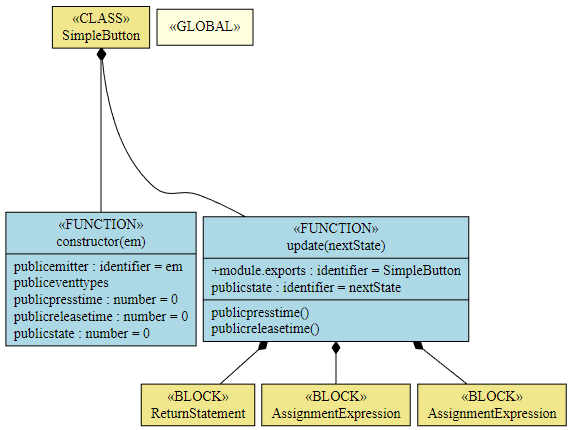 «CLASS»
SimpleButton
«GLOBAL»
«FUNCTION»
constructor(em)
publicemitter : identifier = em
publiceventtypes
publicpresstime : number = 0
publicreleasetime : number = 0
publicstate : number = 0
«FUNCTION»
update(nextState)
+module.exports : identifier = SimpleButton
publicstate : identifier = nextState
publicpresstime()
publicreleasetime()
«BLOCK»
ReturnStatement
«BLOCK»
AssignmentExpression
«BLOCK»
AssignmentExpression